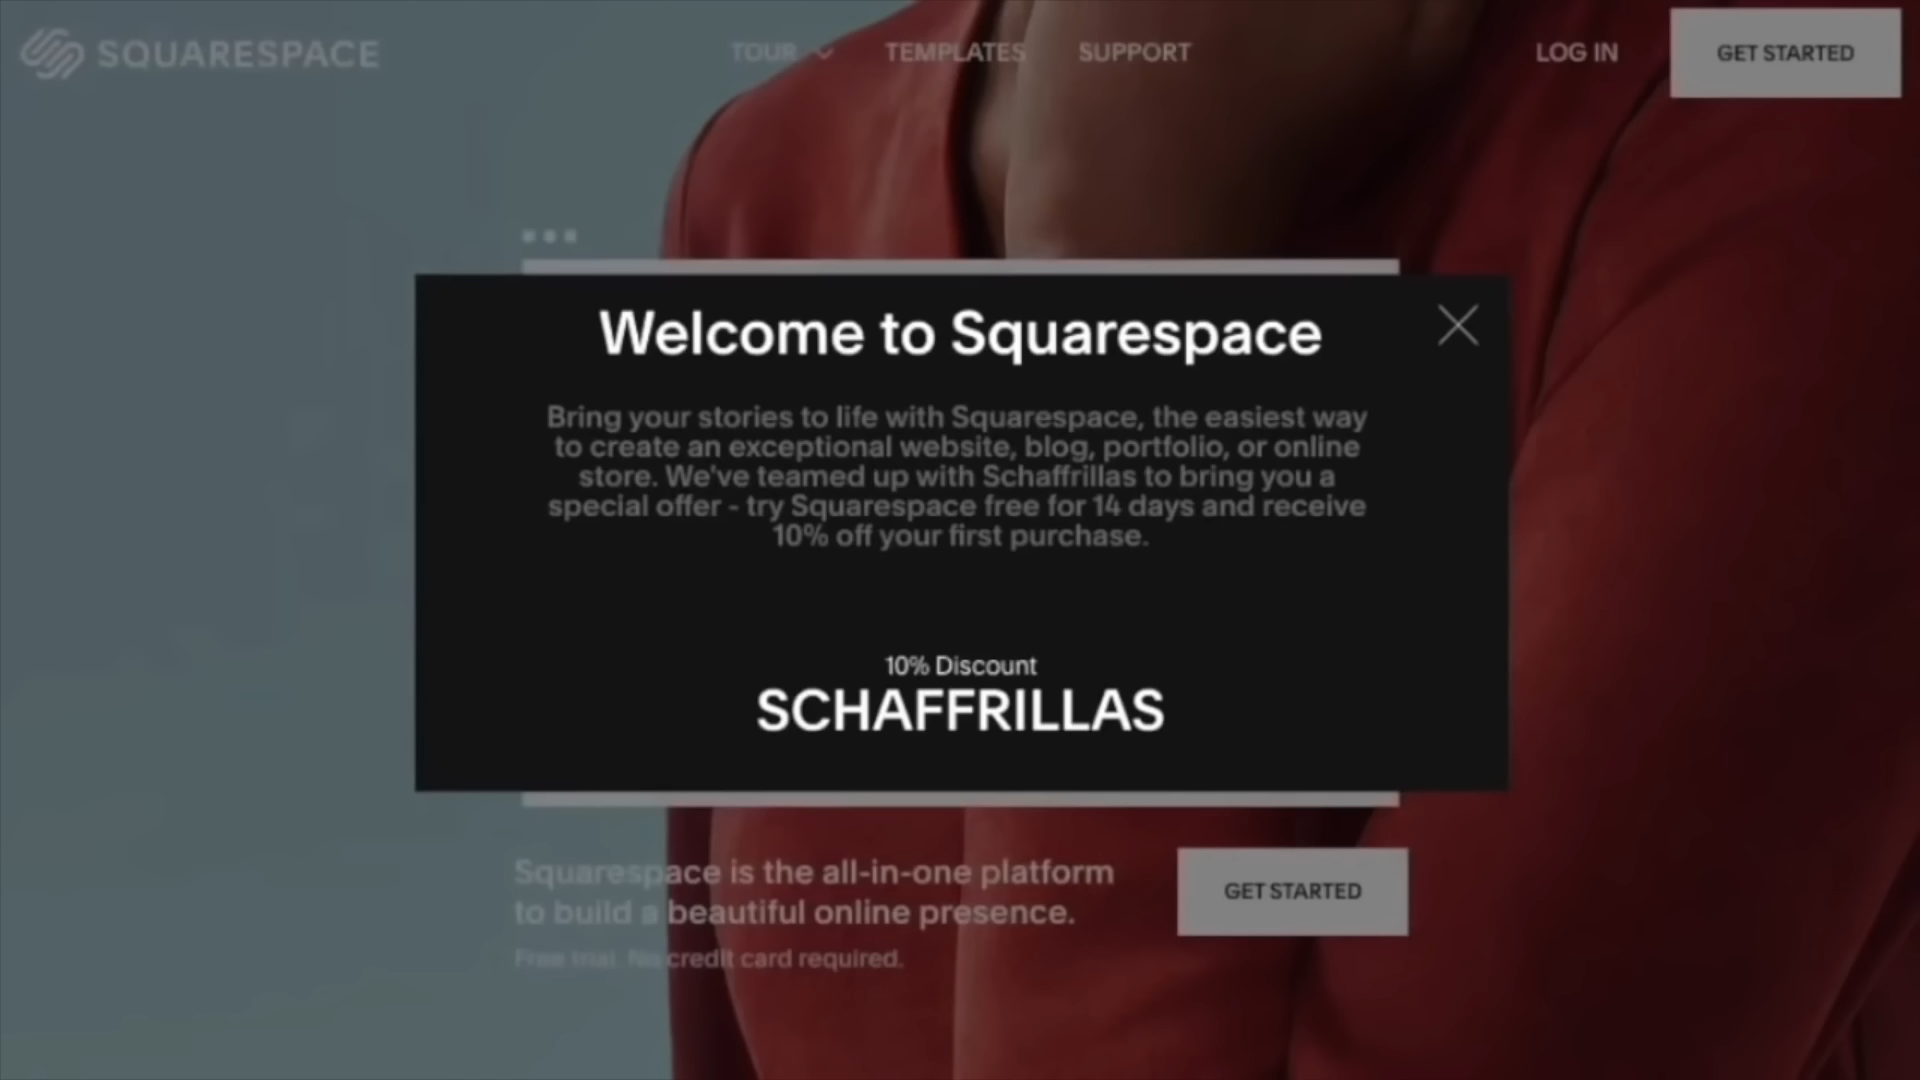 SQUARESPACE
TOUR
TEMPLATES
SUPPORT
LOG IN
GET STARTED
Welcome to Squarespace
Bring your stories to life with Squarespace, the easiest way
to create an exceptional website, blog, portfolio, or online
store. We've teamed up with Schaffrillas to bring you a
special offer - try Squarespace free for 14 days and receive
10% off your first purchase.
10% Discount
SCHAFFRILLAS
Squarespace is the all-in-one platform
to build a beautiful online presence.
GET STARTED
Free trial. No credit card required.